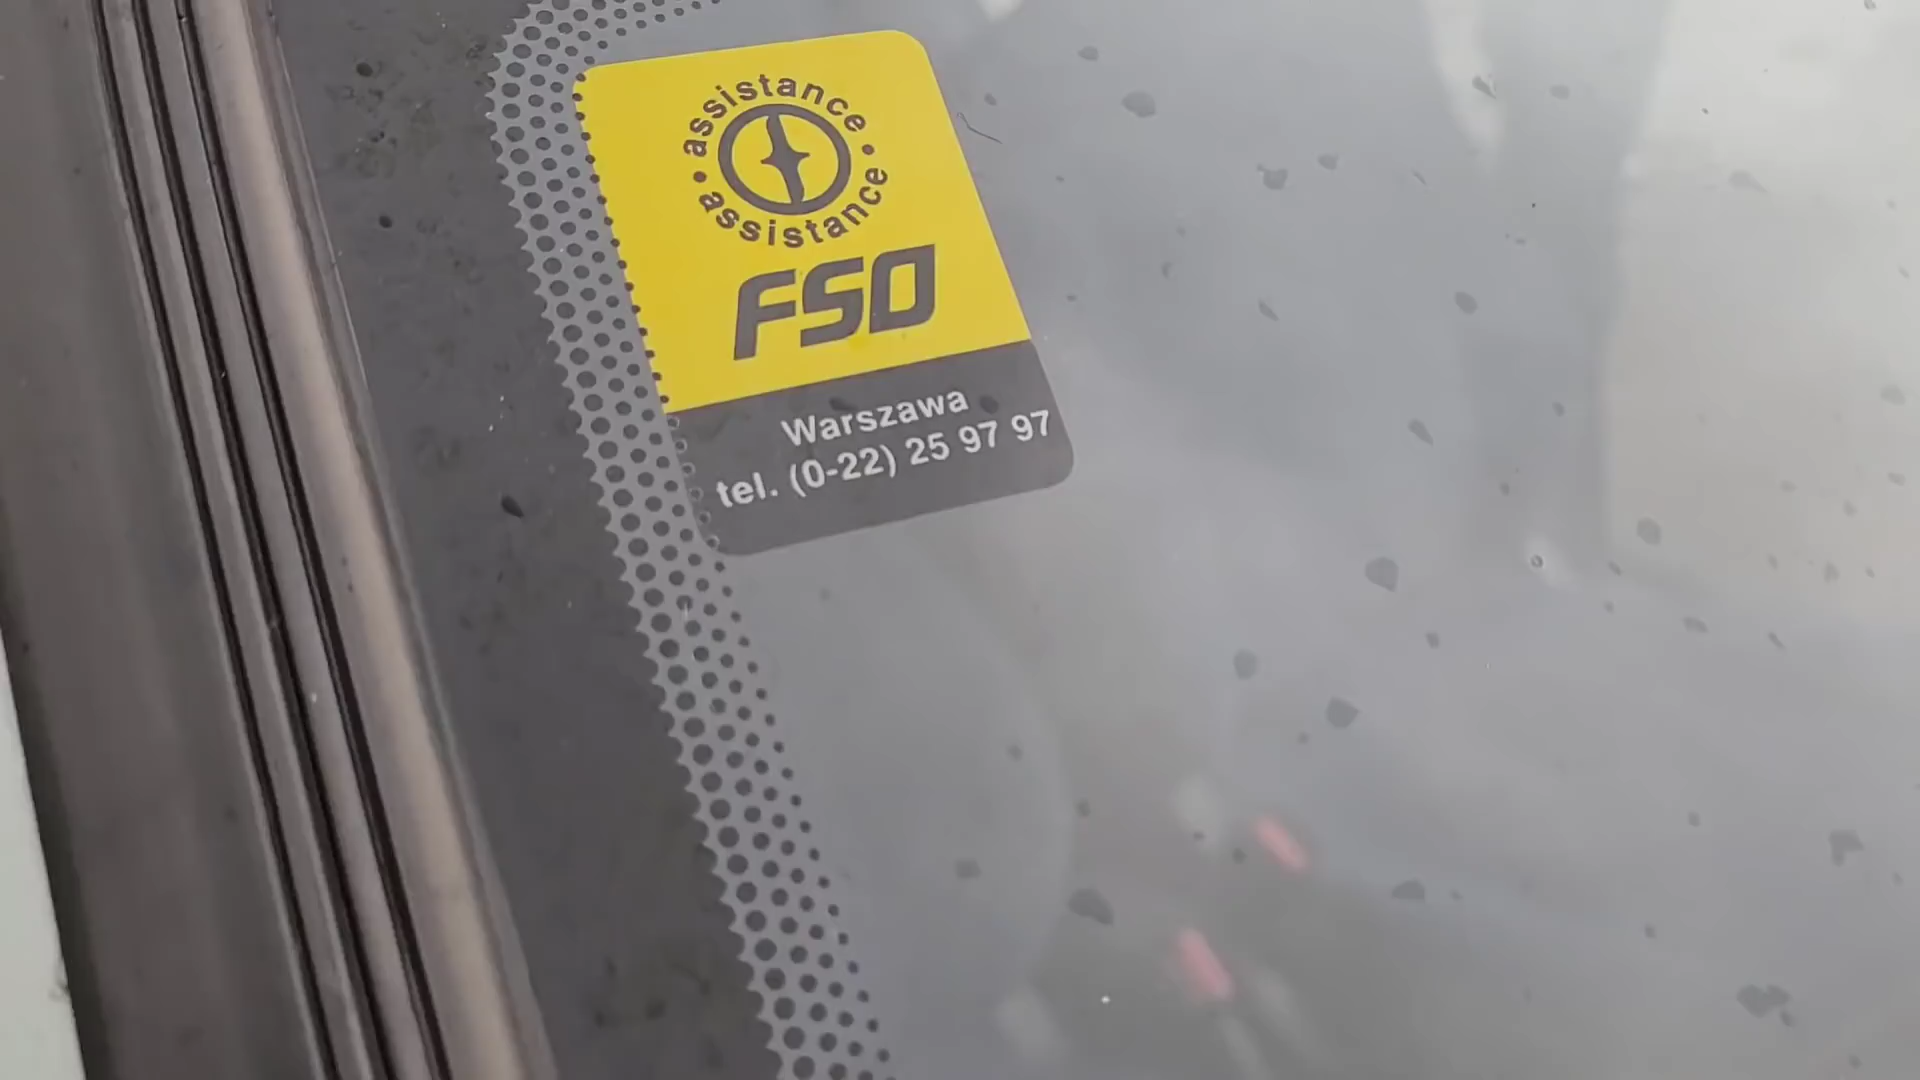 assistance
• assistance •
FSO
Warszawa
tel. (0-22) 25 97 97